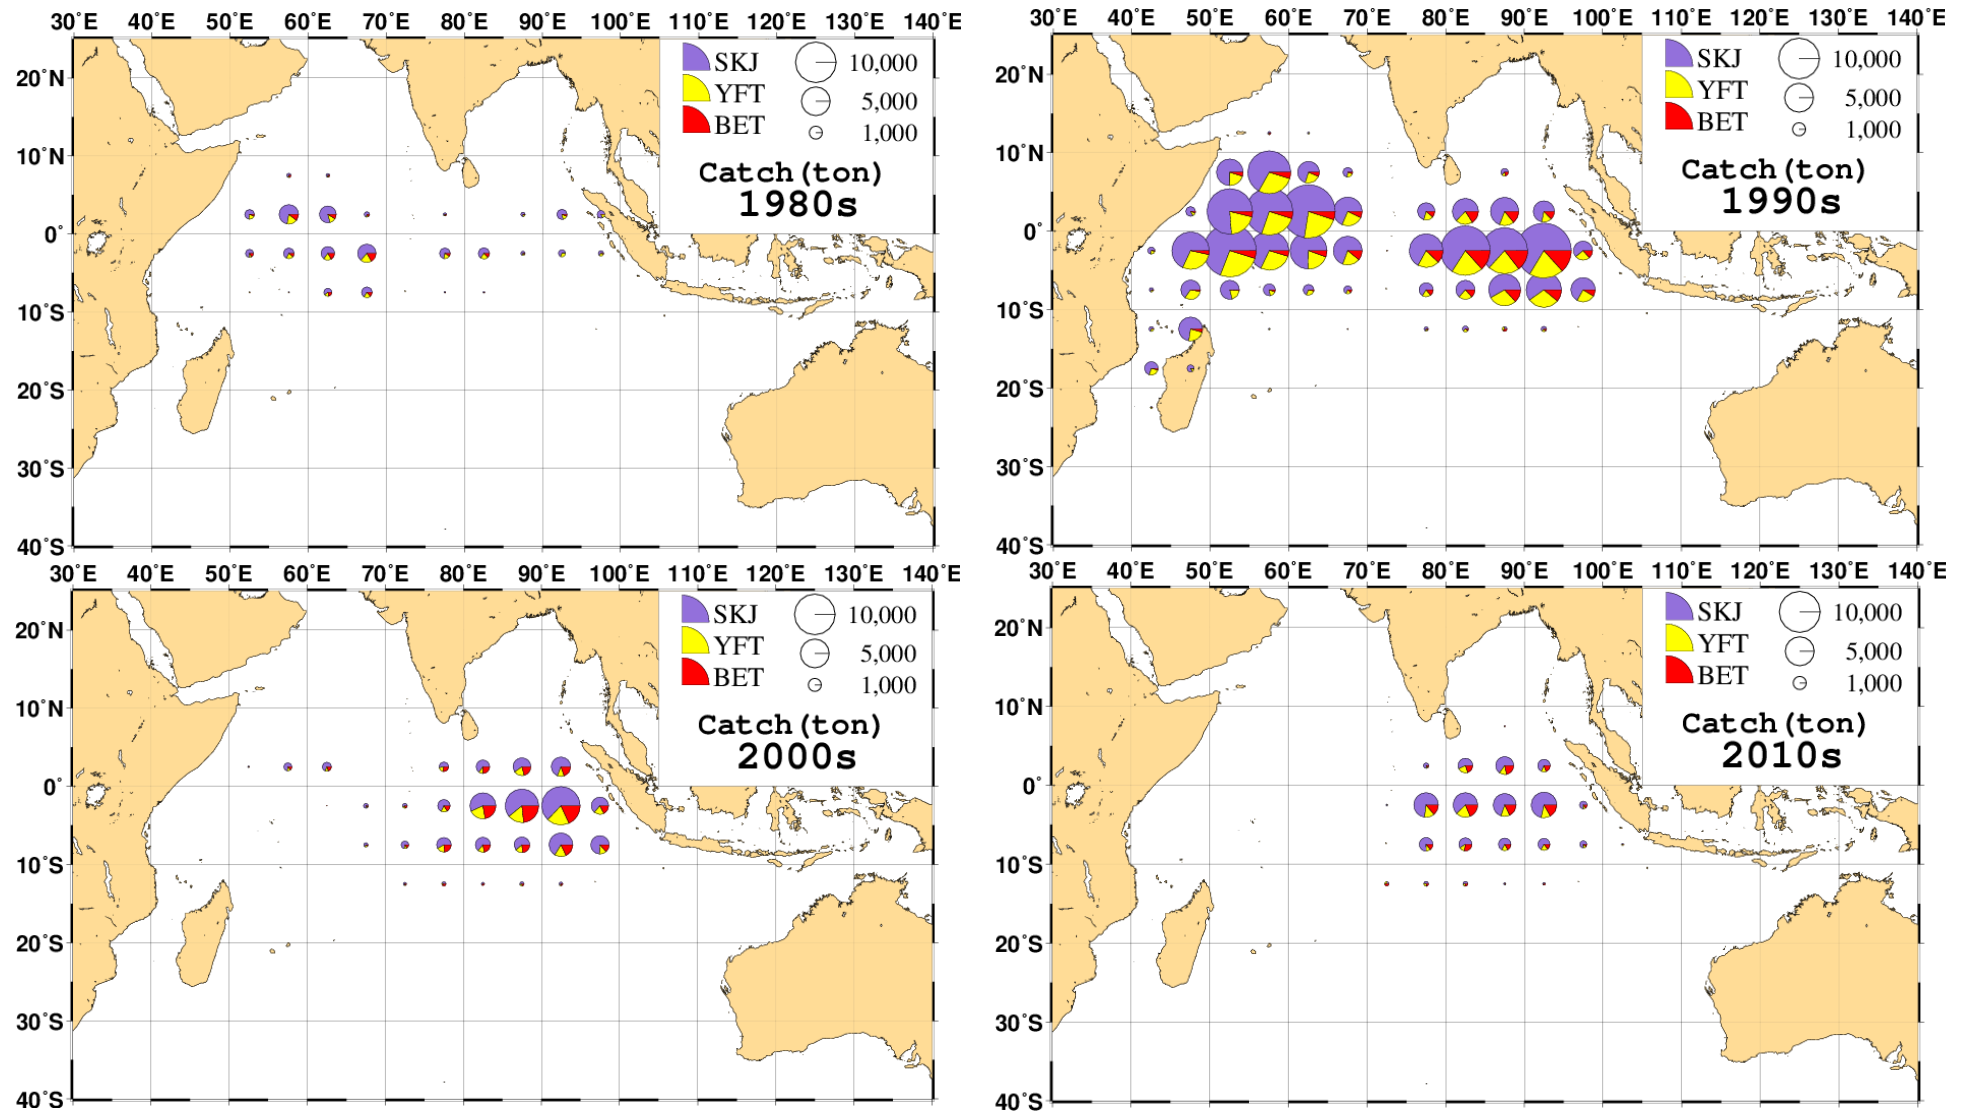 30˚E 40˚E 50˚E 60˚E 70˚E 80˚E 90˚E 100˚E 110˚E 120˚E 130˚E 140˚E
20˚N
10˚N
0˚
10˚S
20˚S
30˚S
40˚S
SKJ 10,000
YFT 5,000
BET 1,000
Catch(ton)
1980s
30˚E 40˚E 50˚E 60˚E 70˚E 80˚E 90˚E 100˚E 110˚E 120˚E 130˚E 140˚E
20˚N
10˚N
0˚
10˚S
20˚S
30˚S
40˚S
SKJ 10,000
YFT 5,000
BET 1,000
Catch(ton)
1990s
30˚E 40˚E 50˚E 60˚E 70˚E 80˚E 90˚E 100˚E 110˚E 120˚E 130˚E 140˚E
20˚N
10˚N
0˚
10˚S
20˚S
30˚S
40˚S
SKJ 10,000
YFT 5,000
BET 1,000
Catch(ton)
2000s
30˚E 40˚E 50˚E 60˚E 70˚E 80˚E 90˚E 100˚E 110˚E 120˚E 130˚E 140˚E
20˚N
10˚N
0˚
10˚S
20˚S
30˚S
40˚S
SKJ 10,000
YFT 5,000
BET 1,000
Catch(ton)
2010s